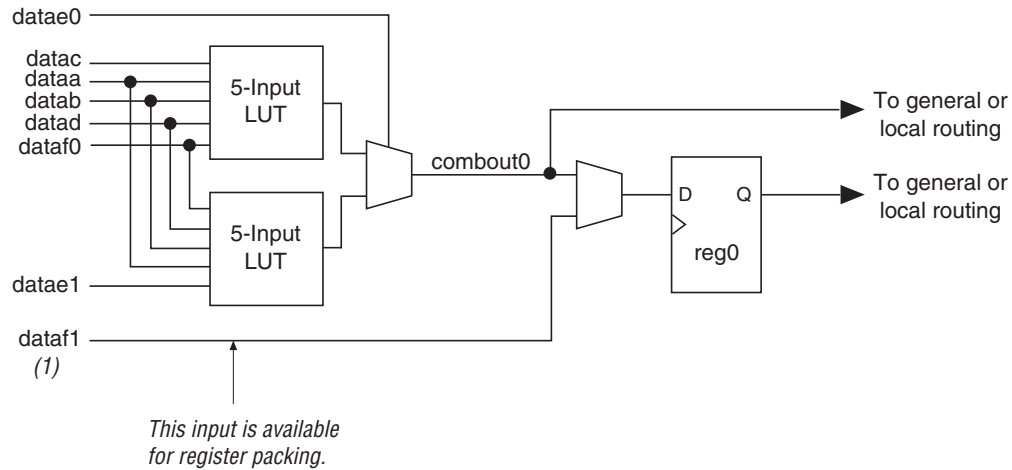 datae0
datac
dataa
datab
datad
dataf0
5-Input
LUT
combout0
To general or
local routing
D Q
reg0
To general or
local routing
5-Input
LUT
datae1
dataf1
(1)
This input is available
for register packing.